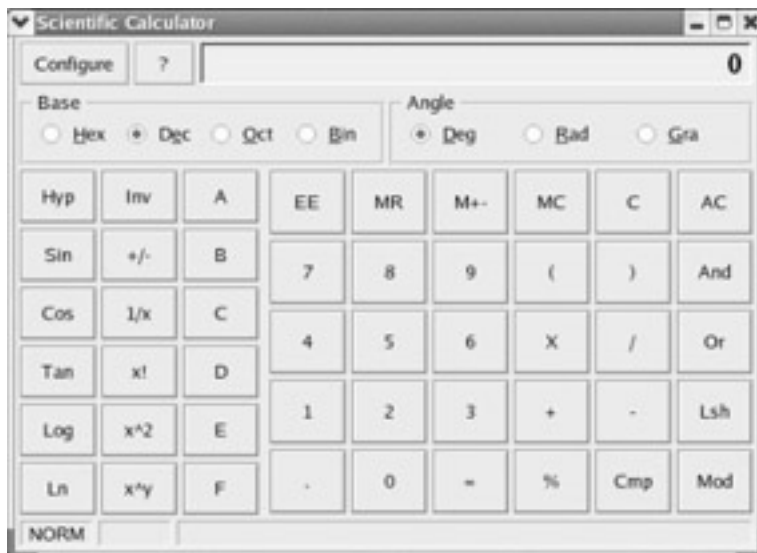 Scientific Calculator
Configure ? 0
Base Angle
Hex Dec Oct Bin Deg Rad Gra
Hyp Inv A EE MR M+- MC C AC
Sin +/- B 7 8 9 ( ) And
Cos 1/x C 4 5 6 X / Or
Tan x! D 1 2 3 + - Lsh
Log x^2 E
Ln x^y F . 0 = % Cmp Mod
NORM